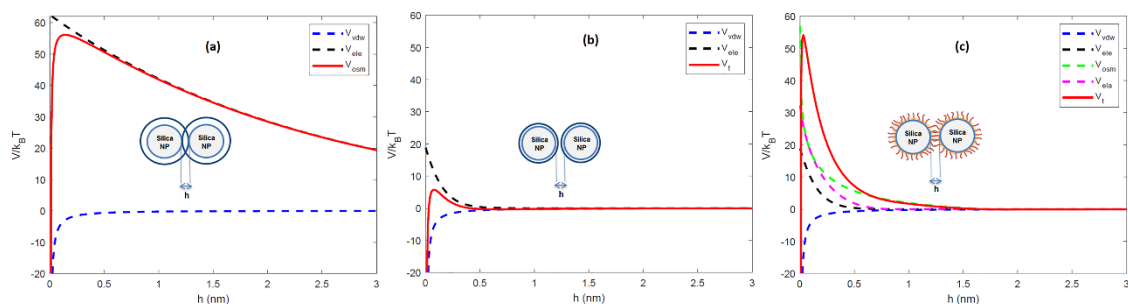 (a)
V_vdw
V_ele
V_osm
Silica NP
Silica NP
h
V/k_BT
60
50
40
30
20
10
0
-10
-20
0
0.5
1
1.5
2
2.5
3
h (nm)
(b)
V_vdw
V_ele
V_t
Silica NP
Silica NP
h
V/k_BT
60
50
40
30
20
10
0
-10
-20
0
0.5
1
1.5
2
2.5
3
h (nm)
(c)
V_vdw
V_ele
V_osm
V_ela
V_t
Silica NP
Silica NP
h
V/k_BT
60
50
40
30
20
10
0
-10
-20
0
0.5
1
1.5
2
2.5
3
h (nm)